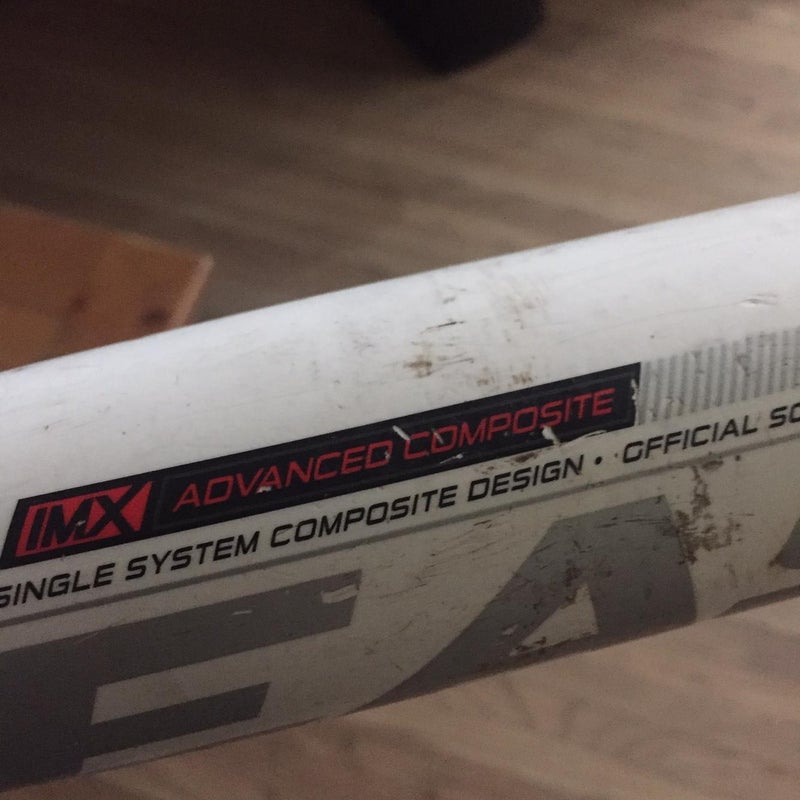 IMX ADVANCED COMPOSITE
SINGLE SYSTEM COMPOSITE DESIGN • OFFICIAL